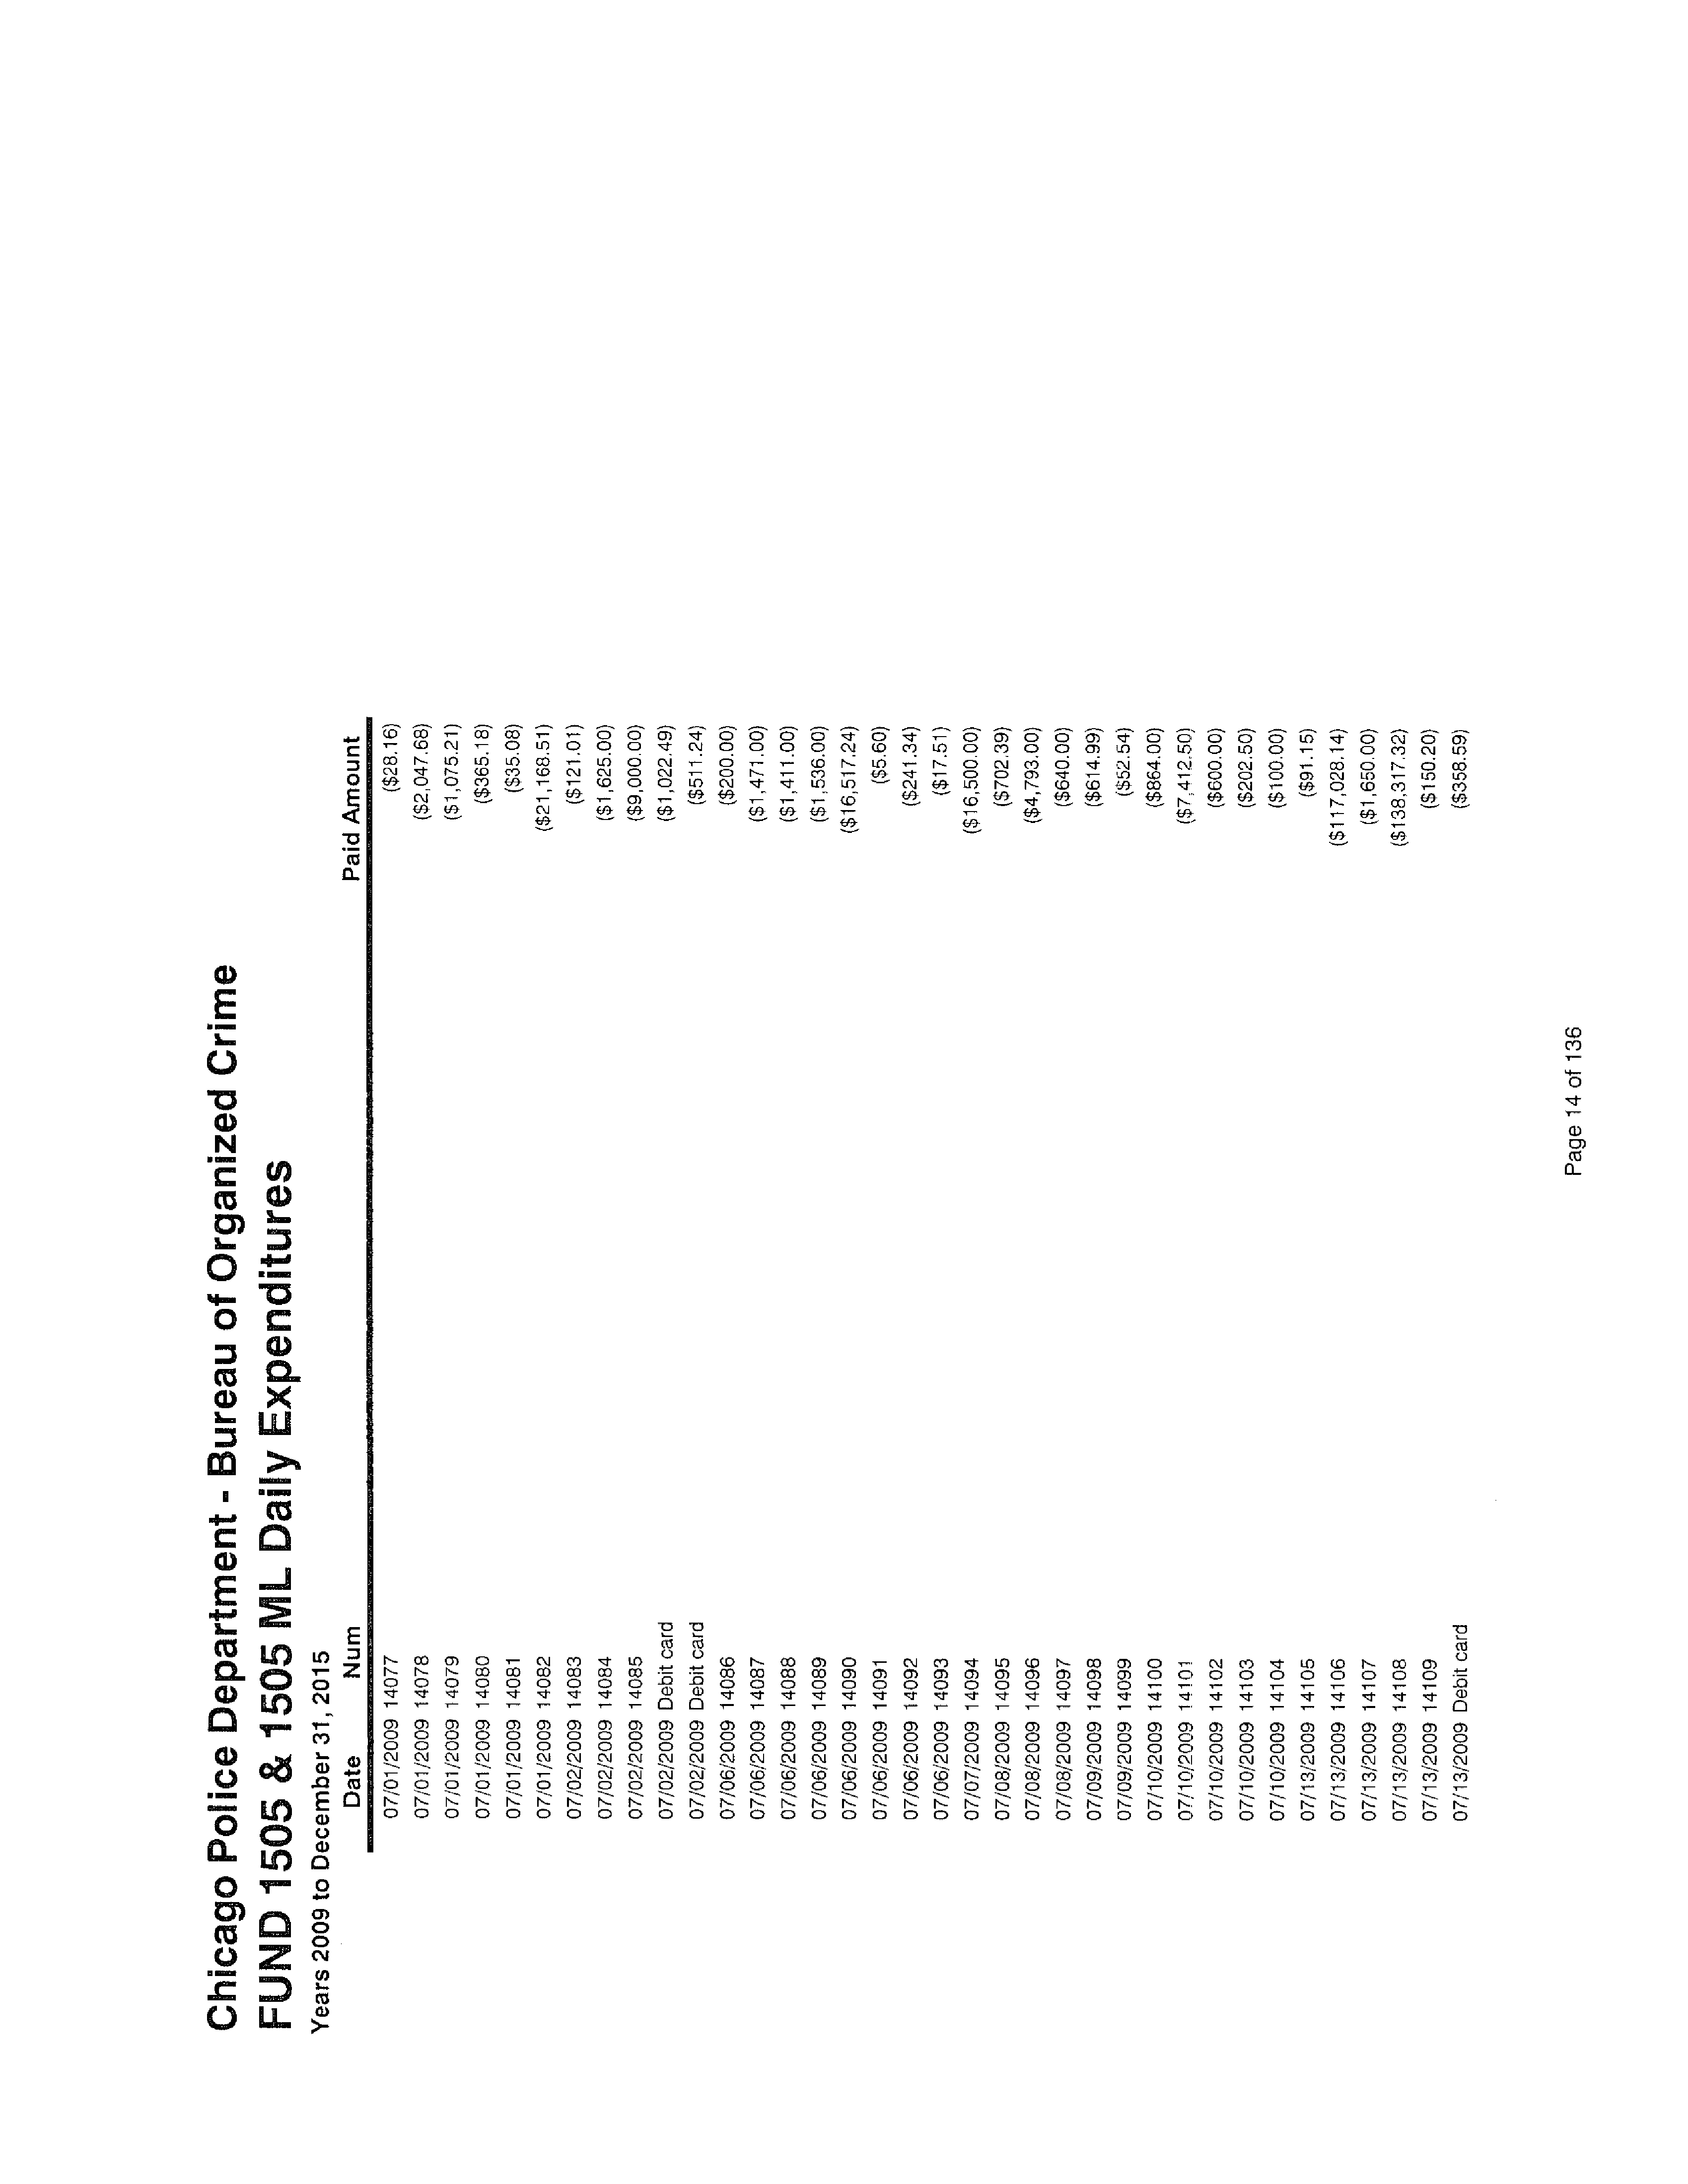 Chicago Police Department - Bureau of Organized Crime
FUND 1505 & 1505 ML Daily Expenditures
Years 2009 to December 31, 2015
Date Num Paid Amount
07/01/2009 14077 ($28.16)
07/01/2009 14078 ($2,047.68)
07/01/2009 14079 ($1,075.21)
07/01/2009 14080 ($365.18)
07/01/2009 14081 ($35.08)
07/01/2009 14082 ($21,168.51)
07/02/2009 14083 ($121.01)
07/02/2009 14084 ($1,625.00)
07/02/2009 14085 ($9,000.00)
07/02/2009 Debit card ($1,022.49)
07/02/2009 Debit card ($511.24)
07/06/2009 14086 ($200.00)
07/06/2009 14087 ($1,471.00)
07/06/2009 14088 ($1,411.00)
07/06/2009 14089 ($1,536.00)
07/06/2009 14090 ($16,517.24)
07/06/2009 14091 ($5.60)
07/06/2009 14092 ($241.34)
07/06/2009 14093 ($17.51)
07/07/2009 14094 ($16,500.00)
07/08/2009 14095 ($702.39)
07/08/2009 14096 ($4,793.00)
07/08/2009 14097 ($640.00)
07/09/2009 14098 ($614.99)
07/09/2009 14099 ($52.54)
07/10/2009 14100 ($864.00)
07/10/2009 14101 ($7,412.50)
07/10/2009 14102 ($600.00)
07/10/2009 14103 ($202.50)
07/10/2009 14104 ($100.00)
07/13/2009 14105 ($91.15)
07/13/2009 14106 ($117,028.14)
07/13/2009 14107 ($1,650.00)
07/13/2009 14108 ($138,317.32)
07/13/2009 14109 ($150.20)
07/13/2009 Debit card ($358.59)
Page 14 of 136